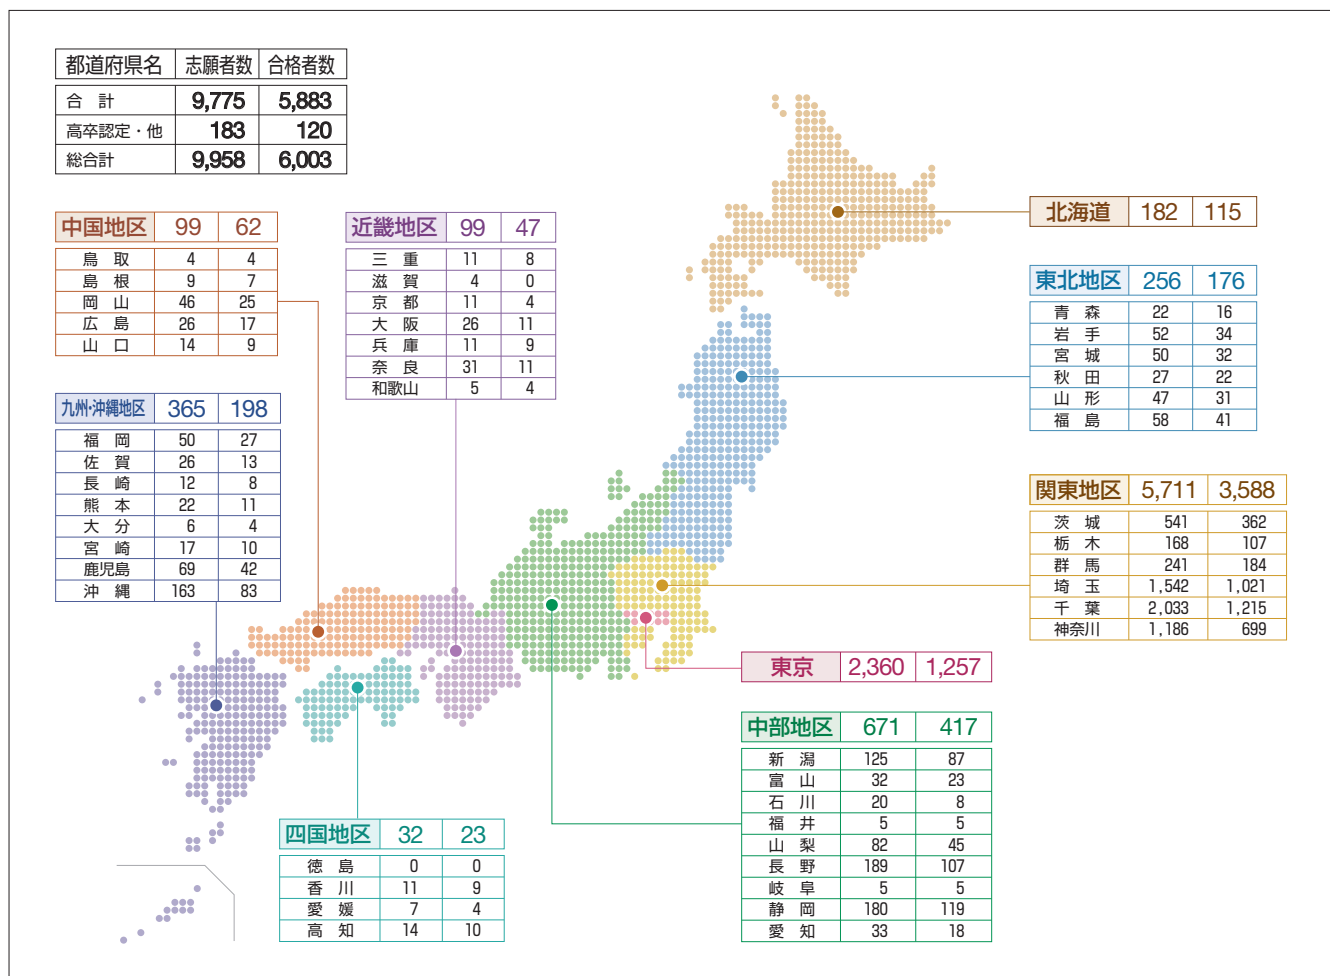 都道府県名 志願者数 合格者数
合 計 9,775 5,883
高卒認定・他 183 120
総合計 9,958 6,003
中国地区 99 62
鳥 取 4 4
島 根 9 7
岡 山 46 25
広 島 26 17
山 口 14 9
近畿地区 99 47
三 重 11 8
滋 賀 4 0
京 都 11 4
大 阪 26 11
兵 庫 11 9
奈 良 31 11
和歌山 5 4
九州・沖縄地区 365 198
福 岡 50 27
佐 賀 26 13
長 崎 12 8
熊 本 22 11
大 分 6 4
宮 崎 17 10
鹿児島 69 42
沖 縄 163 83
北海道 182 115
東北地区 256 176
青 森 22 16
岩 手 52 34
宮 城 50 32
秋 田 27 22
山 形 47 31
福 島 58 41
関東地区 5,711 3,588
茨 城 541 362
栃 木 168 107
群 馬 241 184
埼 玉 1,542 1,021
千 葉 2,033 1,215
神奈川 1,186 699
東京 2,360 1,257
中部地区 671 417
新 潟 125 87
富 山 32 23
石 川 20 8
福 井 5 5
山 梨 82 45
長 野 189 107
岐 阜 5 5
静 岡 180 119
愛 知 33 18
四国地区 32 23
徳 島 0 0
香 川 11 9
愛 媛 7 4
高 知 14 10